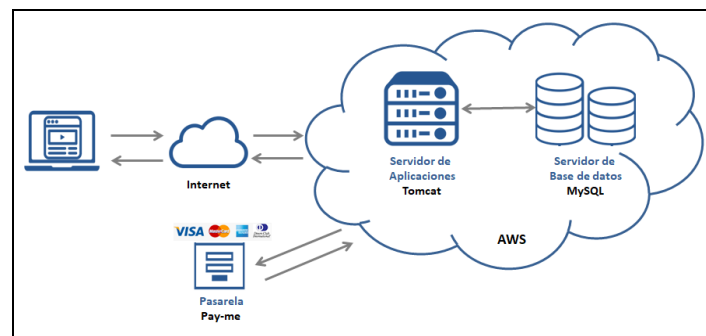 Servidor de
Aplicaciones
Tomcat
Servidor de
Base de datos
MySQL
Internet
AWS
VISA
Pasarela
Pay-me